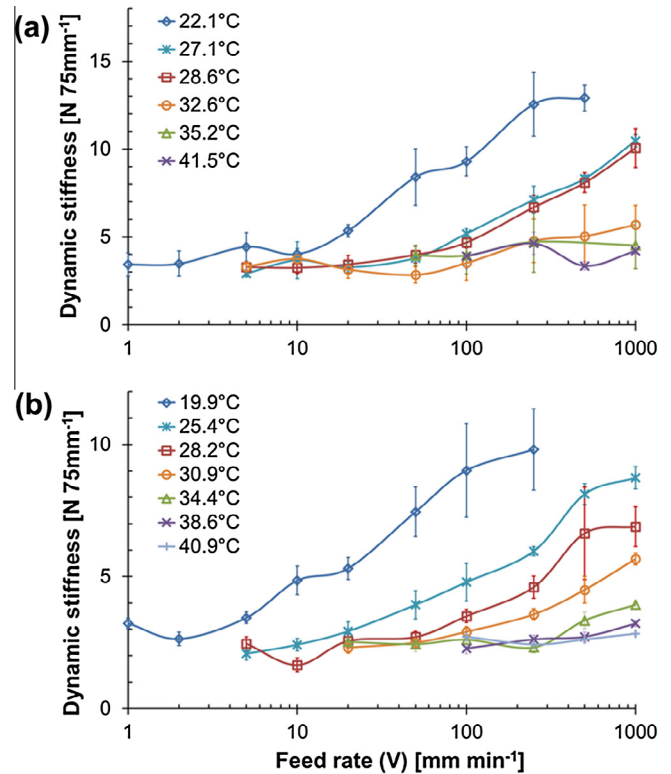 (a)
Dynamic stiffness [N 75mm⁻¹]
15
10
5
0
22.1°C
27.1°C
28.6°C
32.6°C
35.2°C
41.5°C
1 10 100 1000
(b)
Dynamic stiffness [N 75mm⁻¹]
10
5
0
19.9°C
25.4°C
28.2°C
30.9°C
34.4°C
38.6°C
40.9°C
1 10 100 1000
Feed rate (V) [mm min⁻¹]